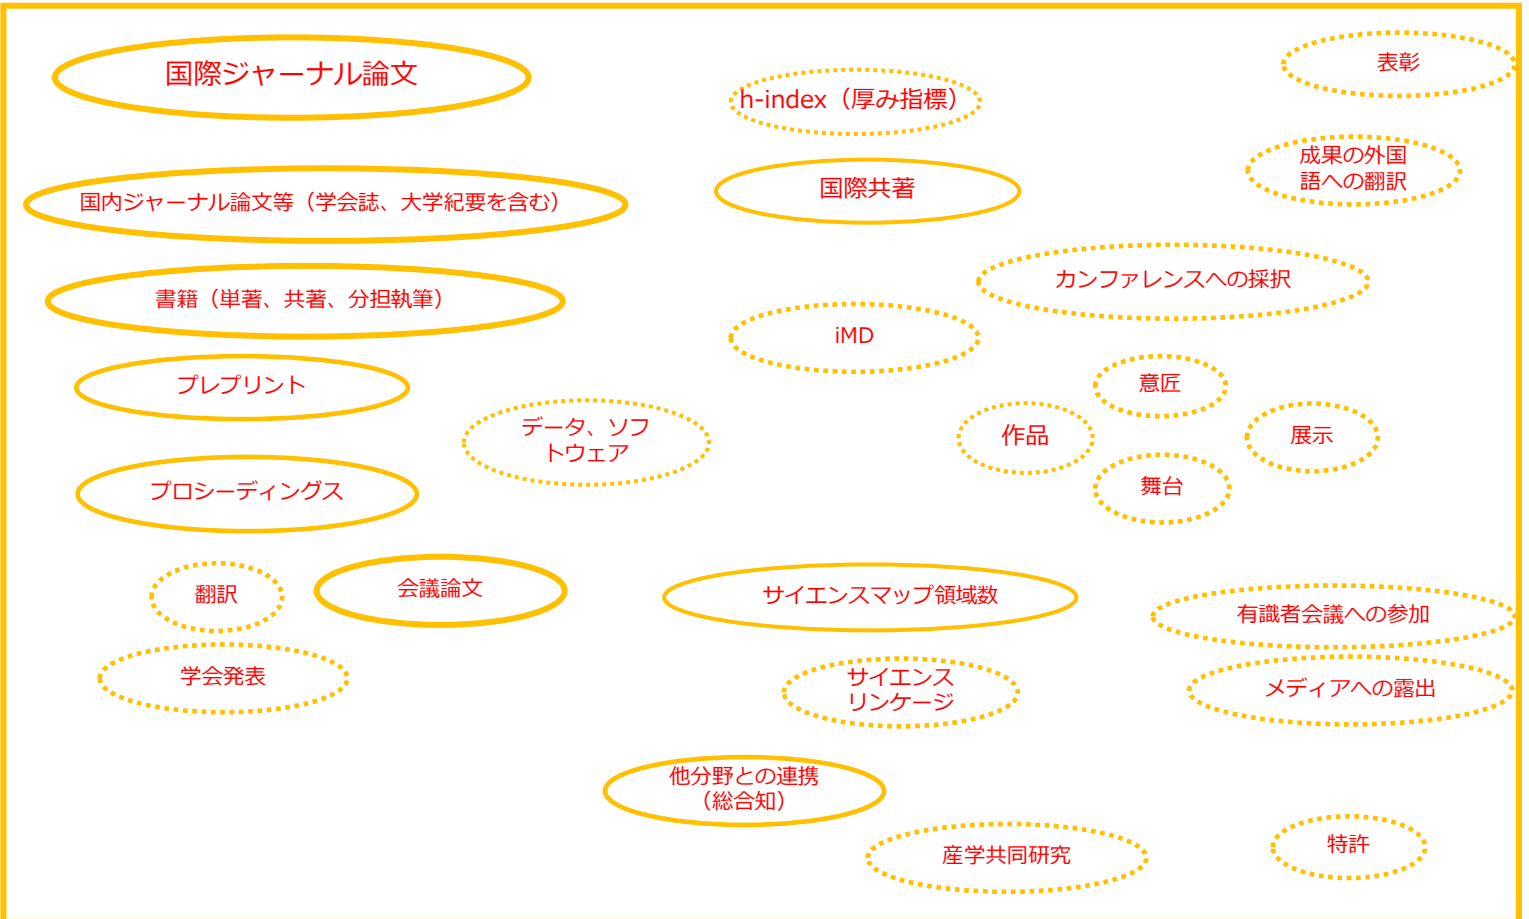 国際ジャーナル論文
表彰
h-index（厚み指標）
成果の外国
語への翻訳
国際共著
国内ジャーナル論文等（学会誌、大学紀要を含む）
カンファレンスへの採択
書籍（単著、共著、分担執筆）
iMD
プレプリント
意匠
データ、ソフ
トウェア
作品
展示
プロシーディングス
舞台
翻訳
会議論文
サイエンスマップ領域数
有識者会議への参加
学会発表
サイエンス
リンケージ
メディアへの露出
他分野との連携
（総合知）
産学共同研究
特許